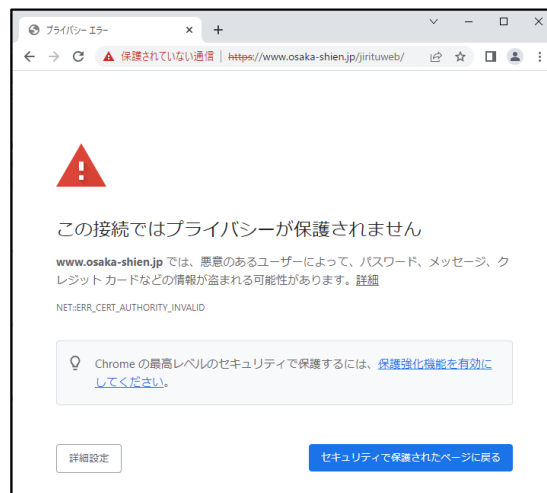 プライバシー エラー
保護されていない通信 | https://www.osaka-shien.jp/jirituweb/
この接続ではプライバシーが保護されません
www.osaka-shien.jp では、悪意のあるユーザーによって、パスワード、メッセージ、ク
レジット カードなどの情報が盗まれる可能性があります。詳細
NET::ERR_CERT_AUTHORITY_INVALID
Chrome の最高レベルのセキュリティで保護するには、保護強化機能を有効に
してください。
詳細設定
セキュリティで保護されたページに戻る